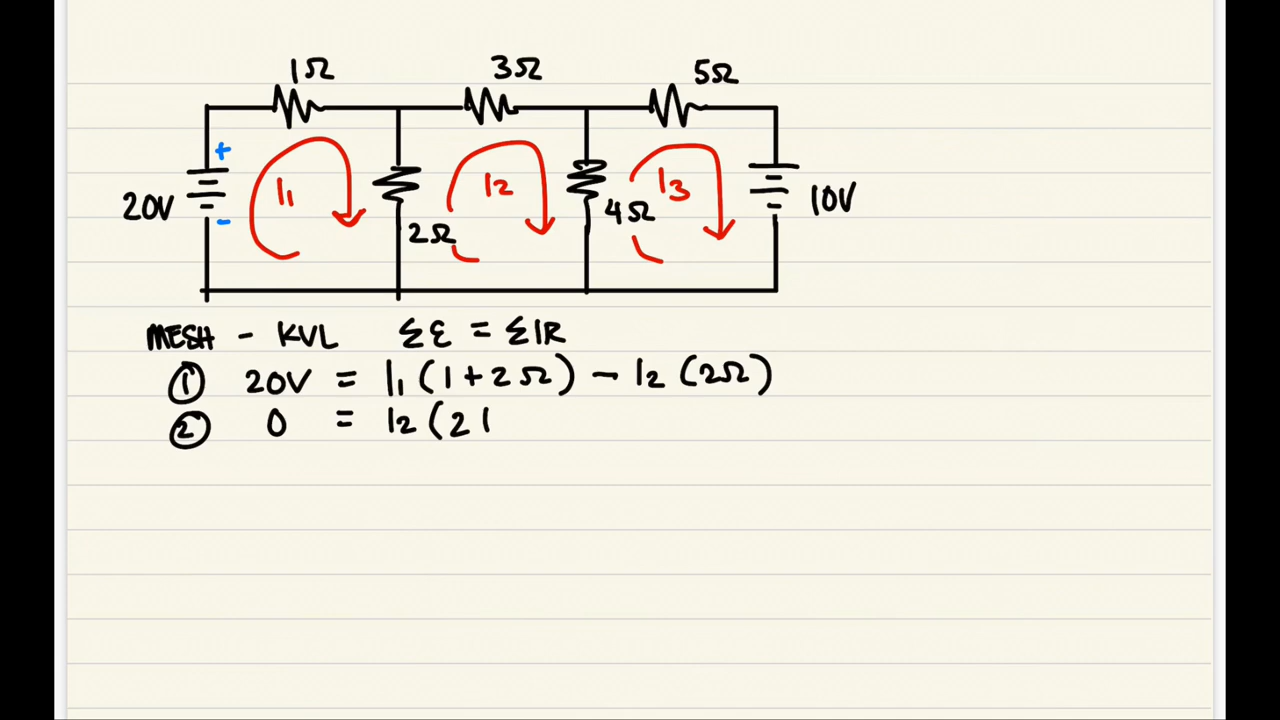 1Ω 3Ω 5Ω
+
20V
-
I1
2Ω
I2
4Ω
I3
10V
MESH - KVL ΣE = ΣIR
① 20V = I1 (1 + 2Ω) - I2 (2Ω)
② 0 = I2 (2 |